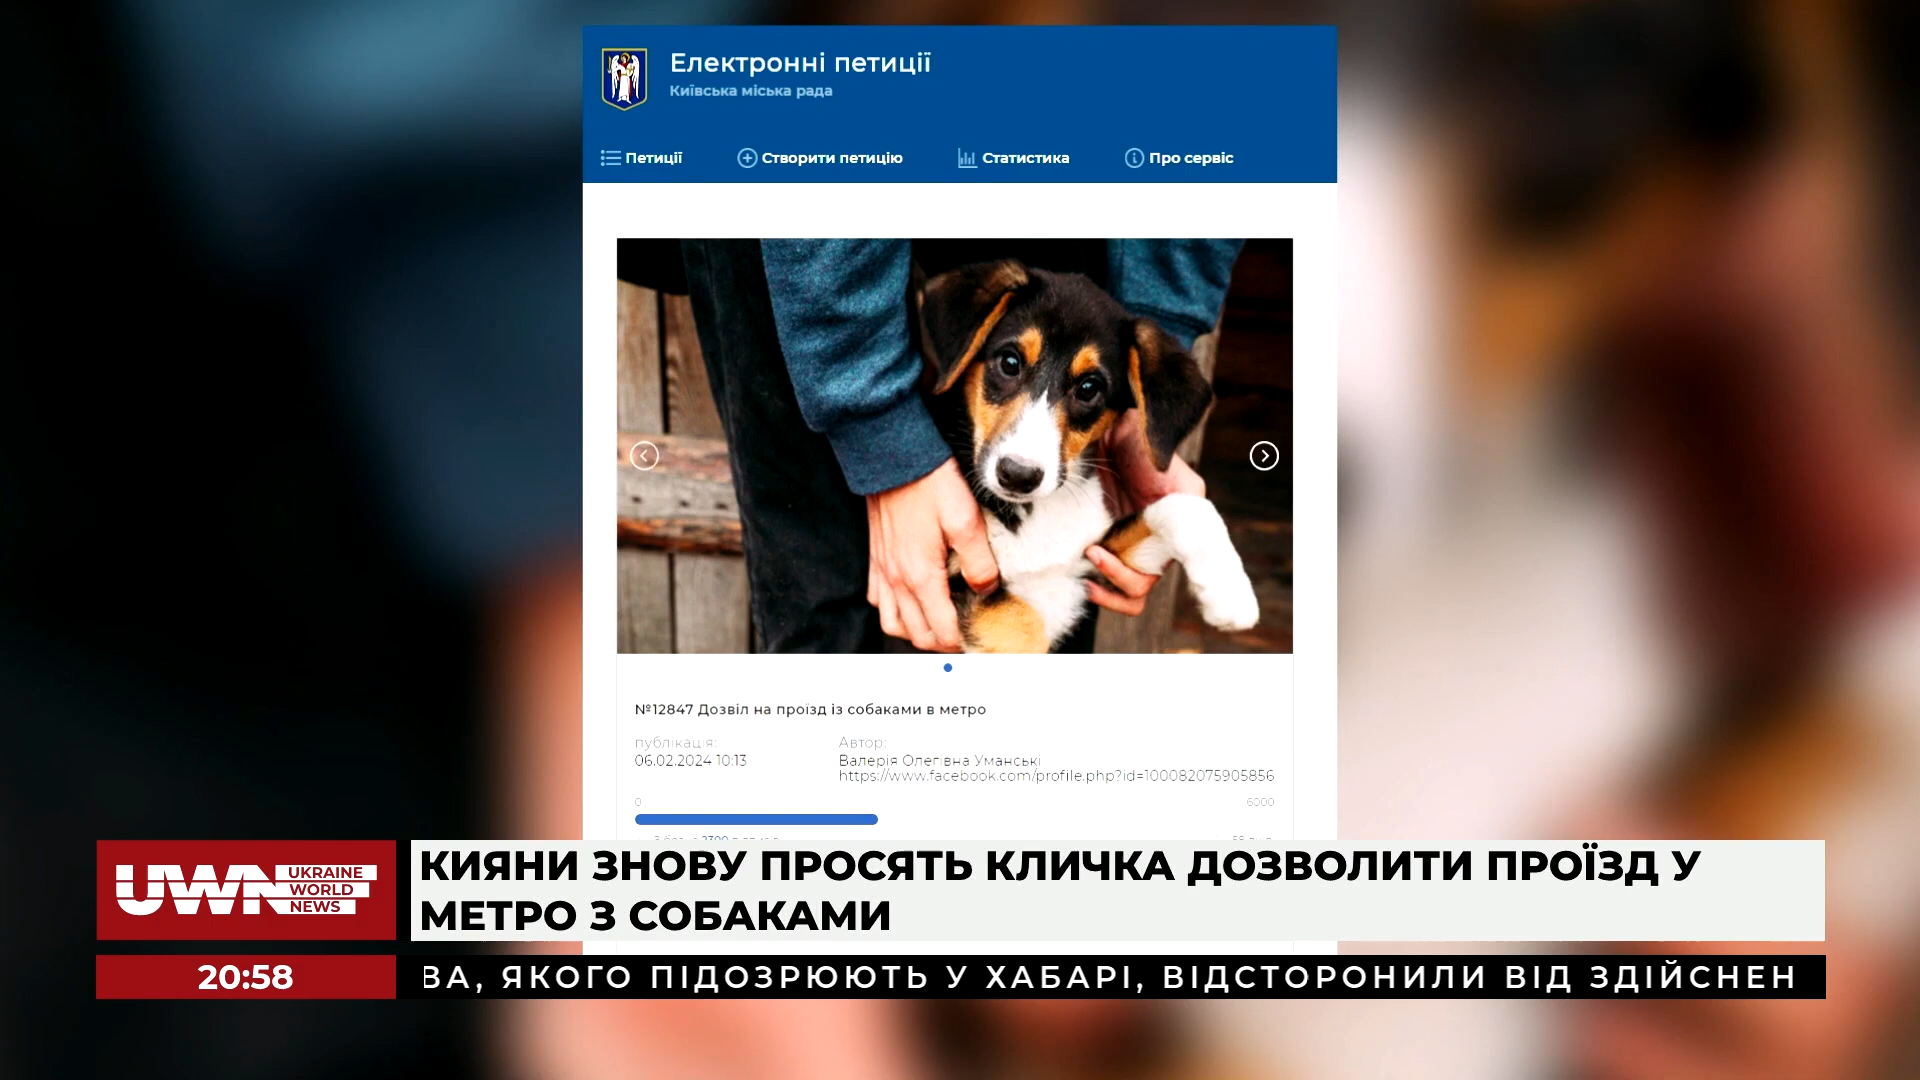 Електронні петиції
Київська міська рада
Петиції
Створити петицію
Статистика
Про сервіс
№12847 Дозвіл на проїзд із собаками в метро
публікація:
06.02.2024 10:13
Автор:
Валерія Олегівна Уманські
https://www.facebook.com/profile.php?id=100082075905856
0
6000
UWN
UKRAINE
WORLD
NEWS
КИЯНИ ЗНОВУ ПРОСЯТЬ КЛИЧКА ДОЗВОЛИТИ ПРОЇЗД У
МЕТРО З СОБАКАМИ
20:58
ВА, ЯКОГО ПІДОЗРЮЮТЬ У ХАБАРІ, ВІДСТОРОНИЛИ ВІД ЗДІЙСНЕН